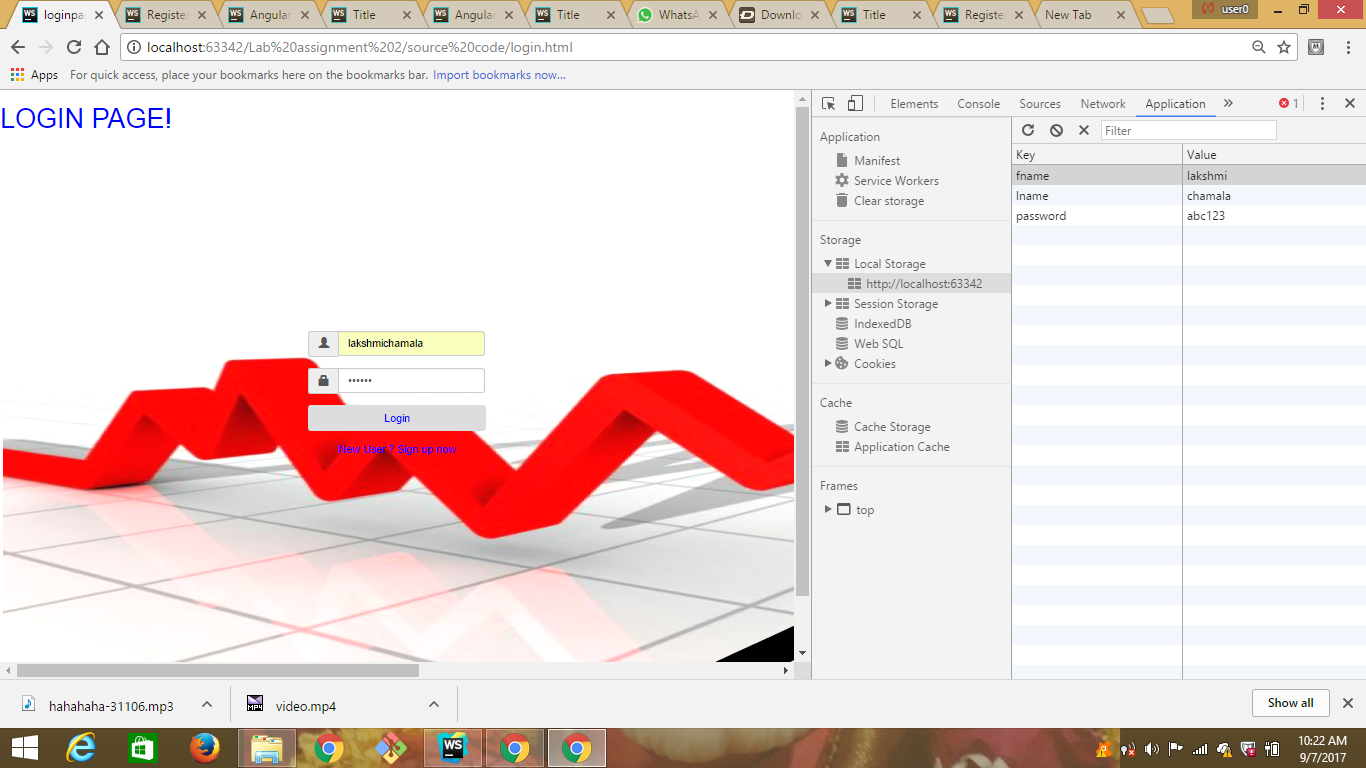 loginpa Register Angular Title Angular Title WhatsA Downlo Title Register New Tab user0
localhost:63342/Lab%20assignment%202/source%20code/login.html
Apps For quick access, place your bookmarks here on the bookmarks bar. Import bookmarks now...
LOGIN PAGE!
lakshmichamala
••••••
Login
New User ? Sign up now
Elements Console Sources Network Application » 1
Application
Manifest
Service Workers
Clear storage
Storage
Local Storage
http://localhost:63342
Session Storage
IndexedDB
Web SQL
Cookies
Cache
Cache Storage
Application Cache
Frames
top
Filter
Key Value
fname lakshmi
lname chamala
password abc123
hahahaha-31106.mp3 video.mp4 Show all
10:22 AM
9/7/2017